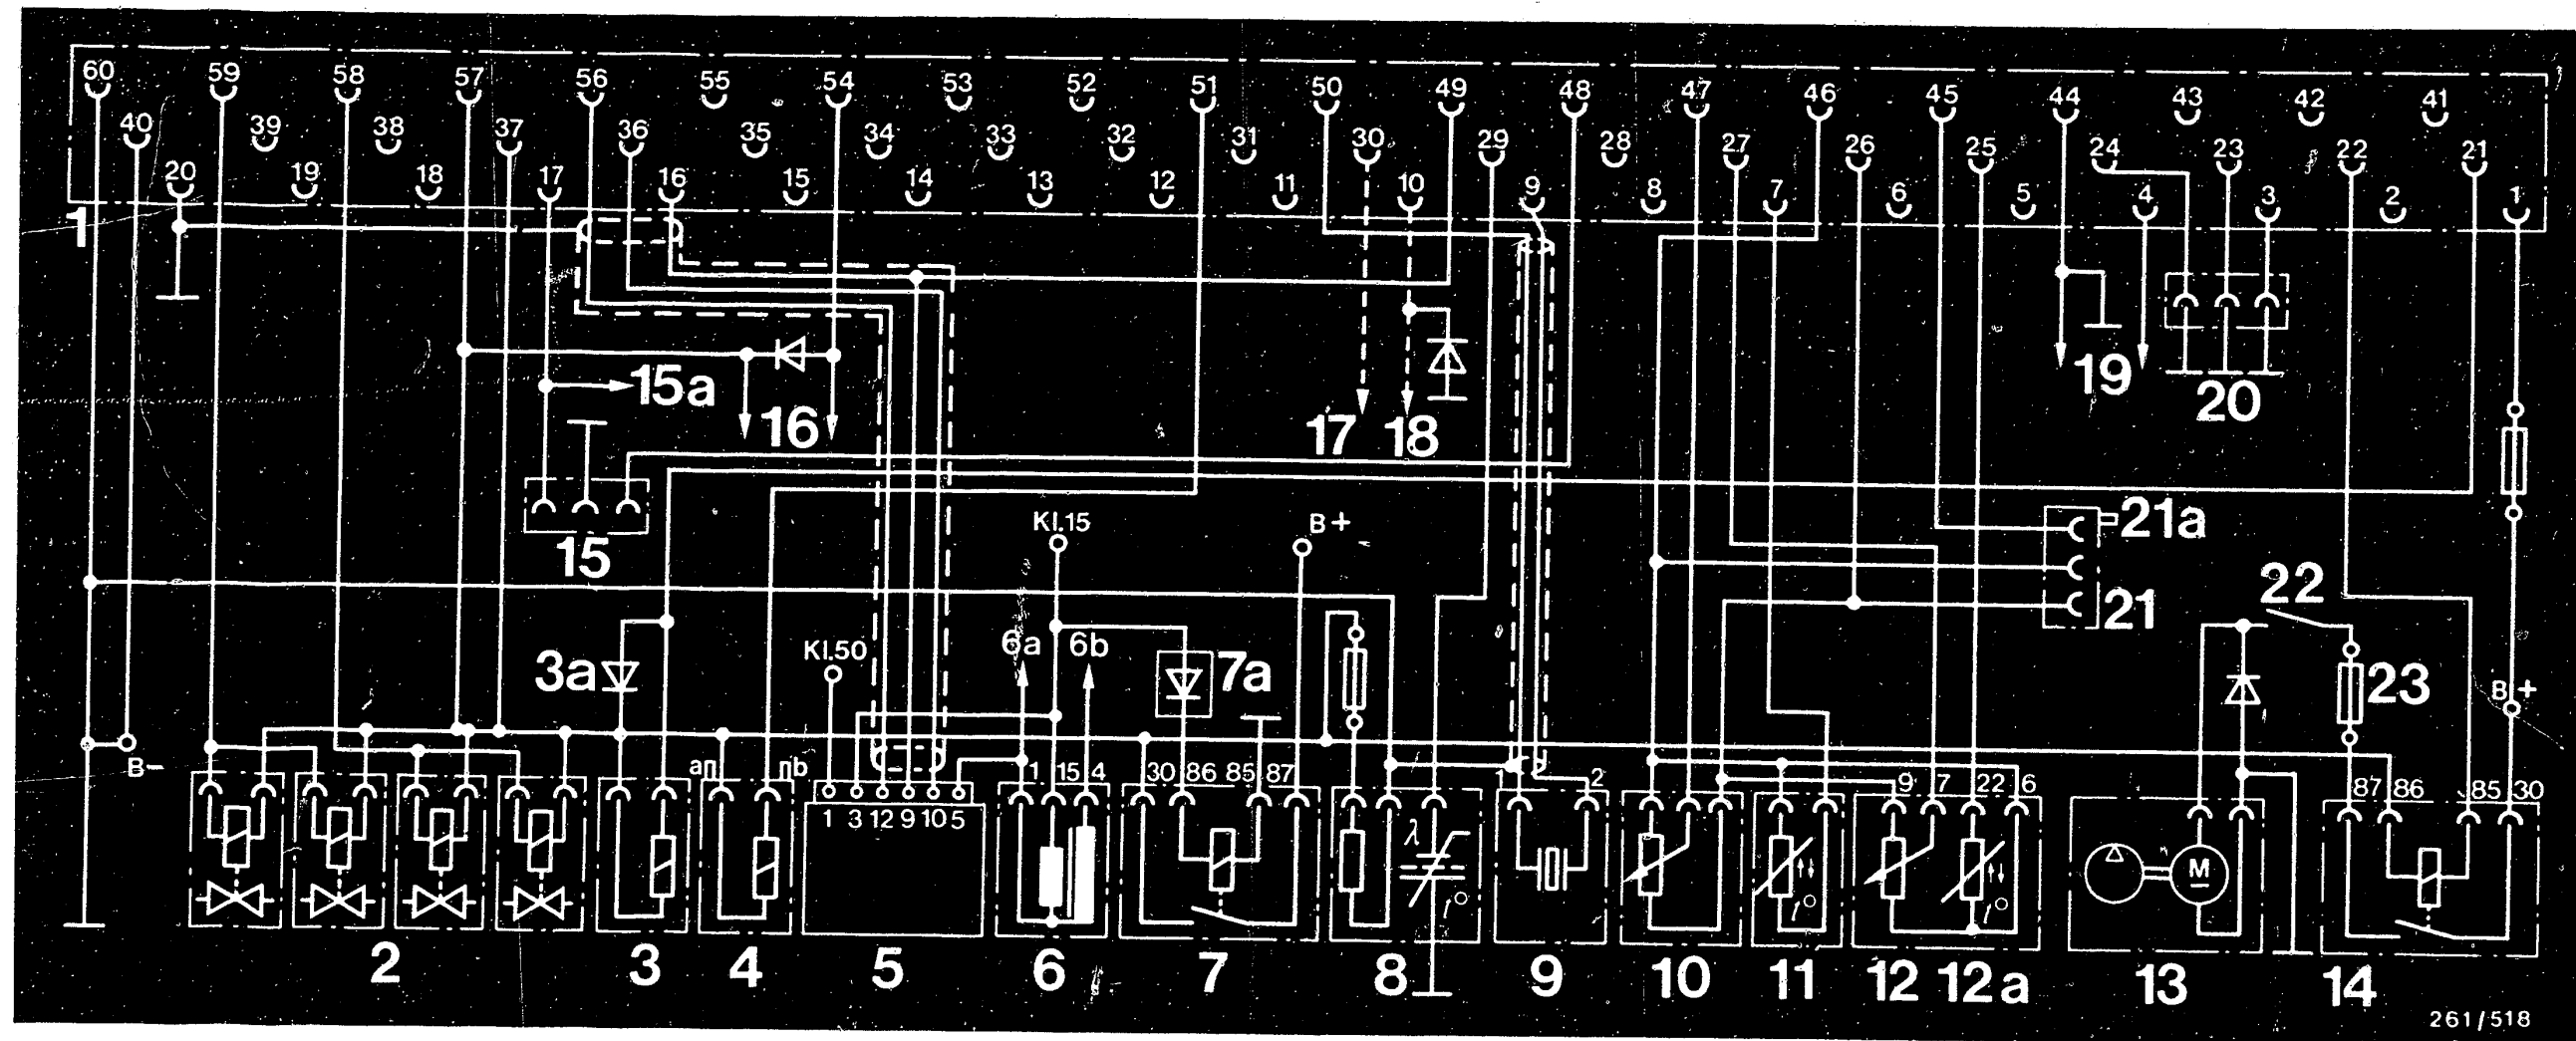 60 59 58 57 56 55 54 53 52 51 50 49 48 47 46 45 44 43 42 41
40 39 38 37 36 35 34 33 32 31 30 29 28 27 26 25 24 23 22 21
20 19 18 17 16 15 14 13 12 11 10 9 8 7 6 5 4 3 2 1
1
15a 16 17 18 19 20
15 Kl.15 B+ 21a
21 22
3a Kl.50 6a 6b 7a 23 B+
B-
an nb 1 15 4 30 86 85 87 1 2 9 7 22 6 87 86 85 30
1 3 12 9 10 5
λ M
t° t° t°
2 3 4 5 6 7 8 9 10 11 12 12a 13 14
261/518